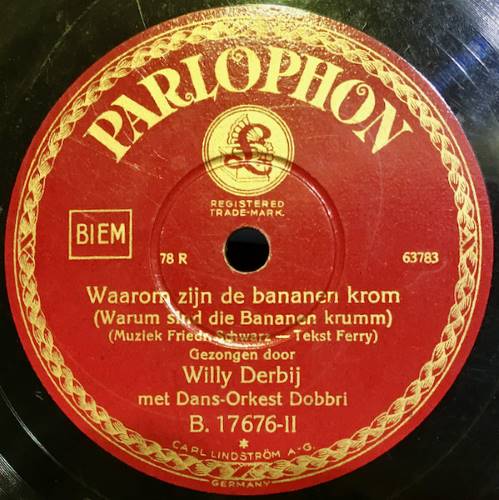 PARLOPHON
£
REGISTERED
TRADE-MARK.
BIEM
78 R
63783
Waarom zijn de bananen krom
(Warum sind die Bananen krumm)
(Muziek Friedr. Schwarz — Tekst Ferry)
Gezongen door
Willy Derbij
met Dans-Orkest Dobbri
B. 17676-II
*
CARL LINDSTRÖM A-G.
GERMANY